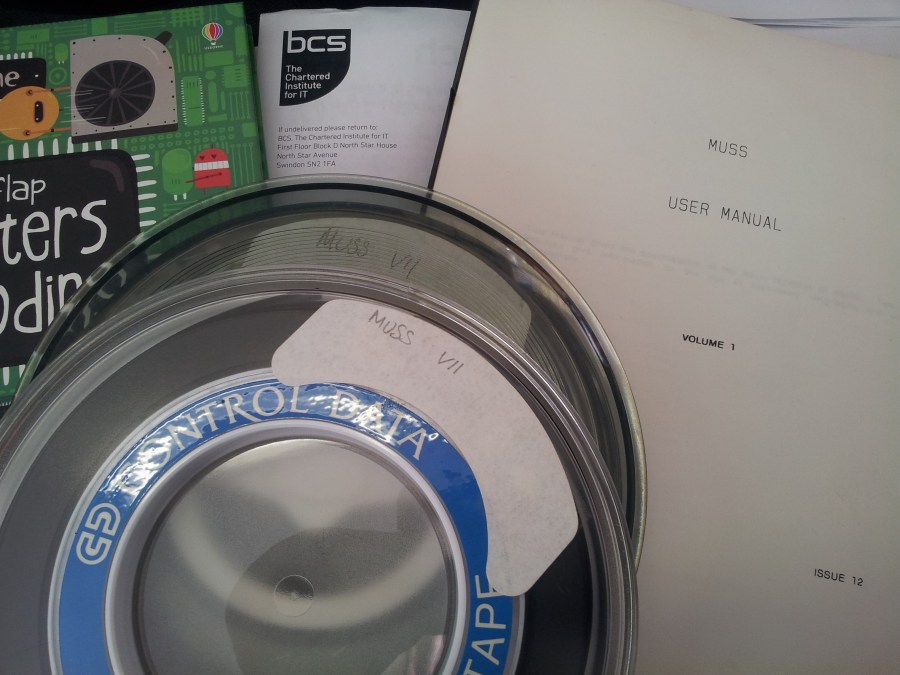 flap
ters
odin
bcs
The
Chartered
Institute
for IT
If undelivered please return to:
BCS, The Chartered Institute for IT
First Floor Block D North Star House
North Star Avenue
Swindon SN2 1FA
MUSS
USER MANUAL
VOLUME 1
ISSUE 12
MUSS VII
MUSS VII
CONTROL DATA
TAPE